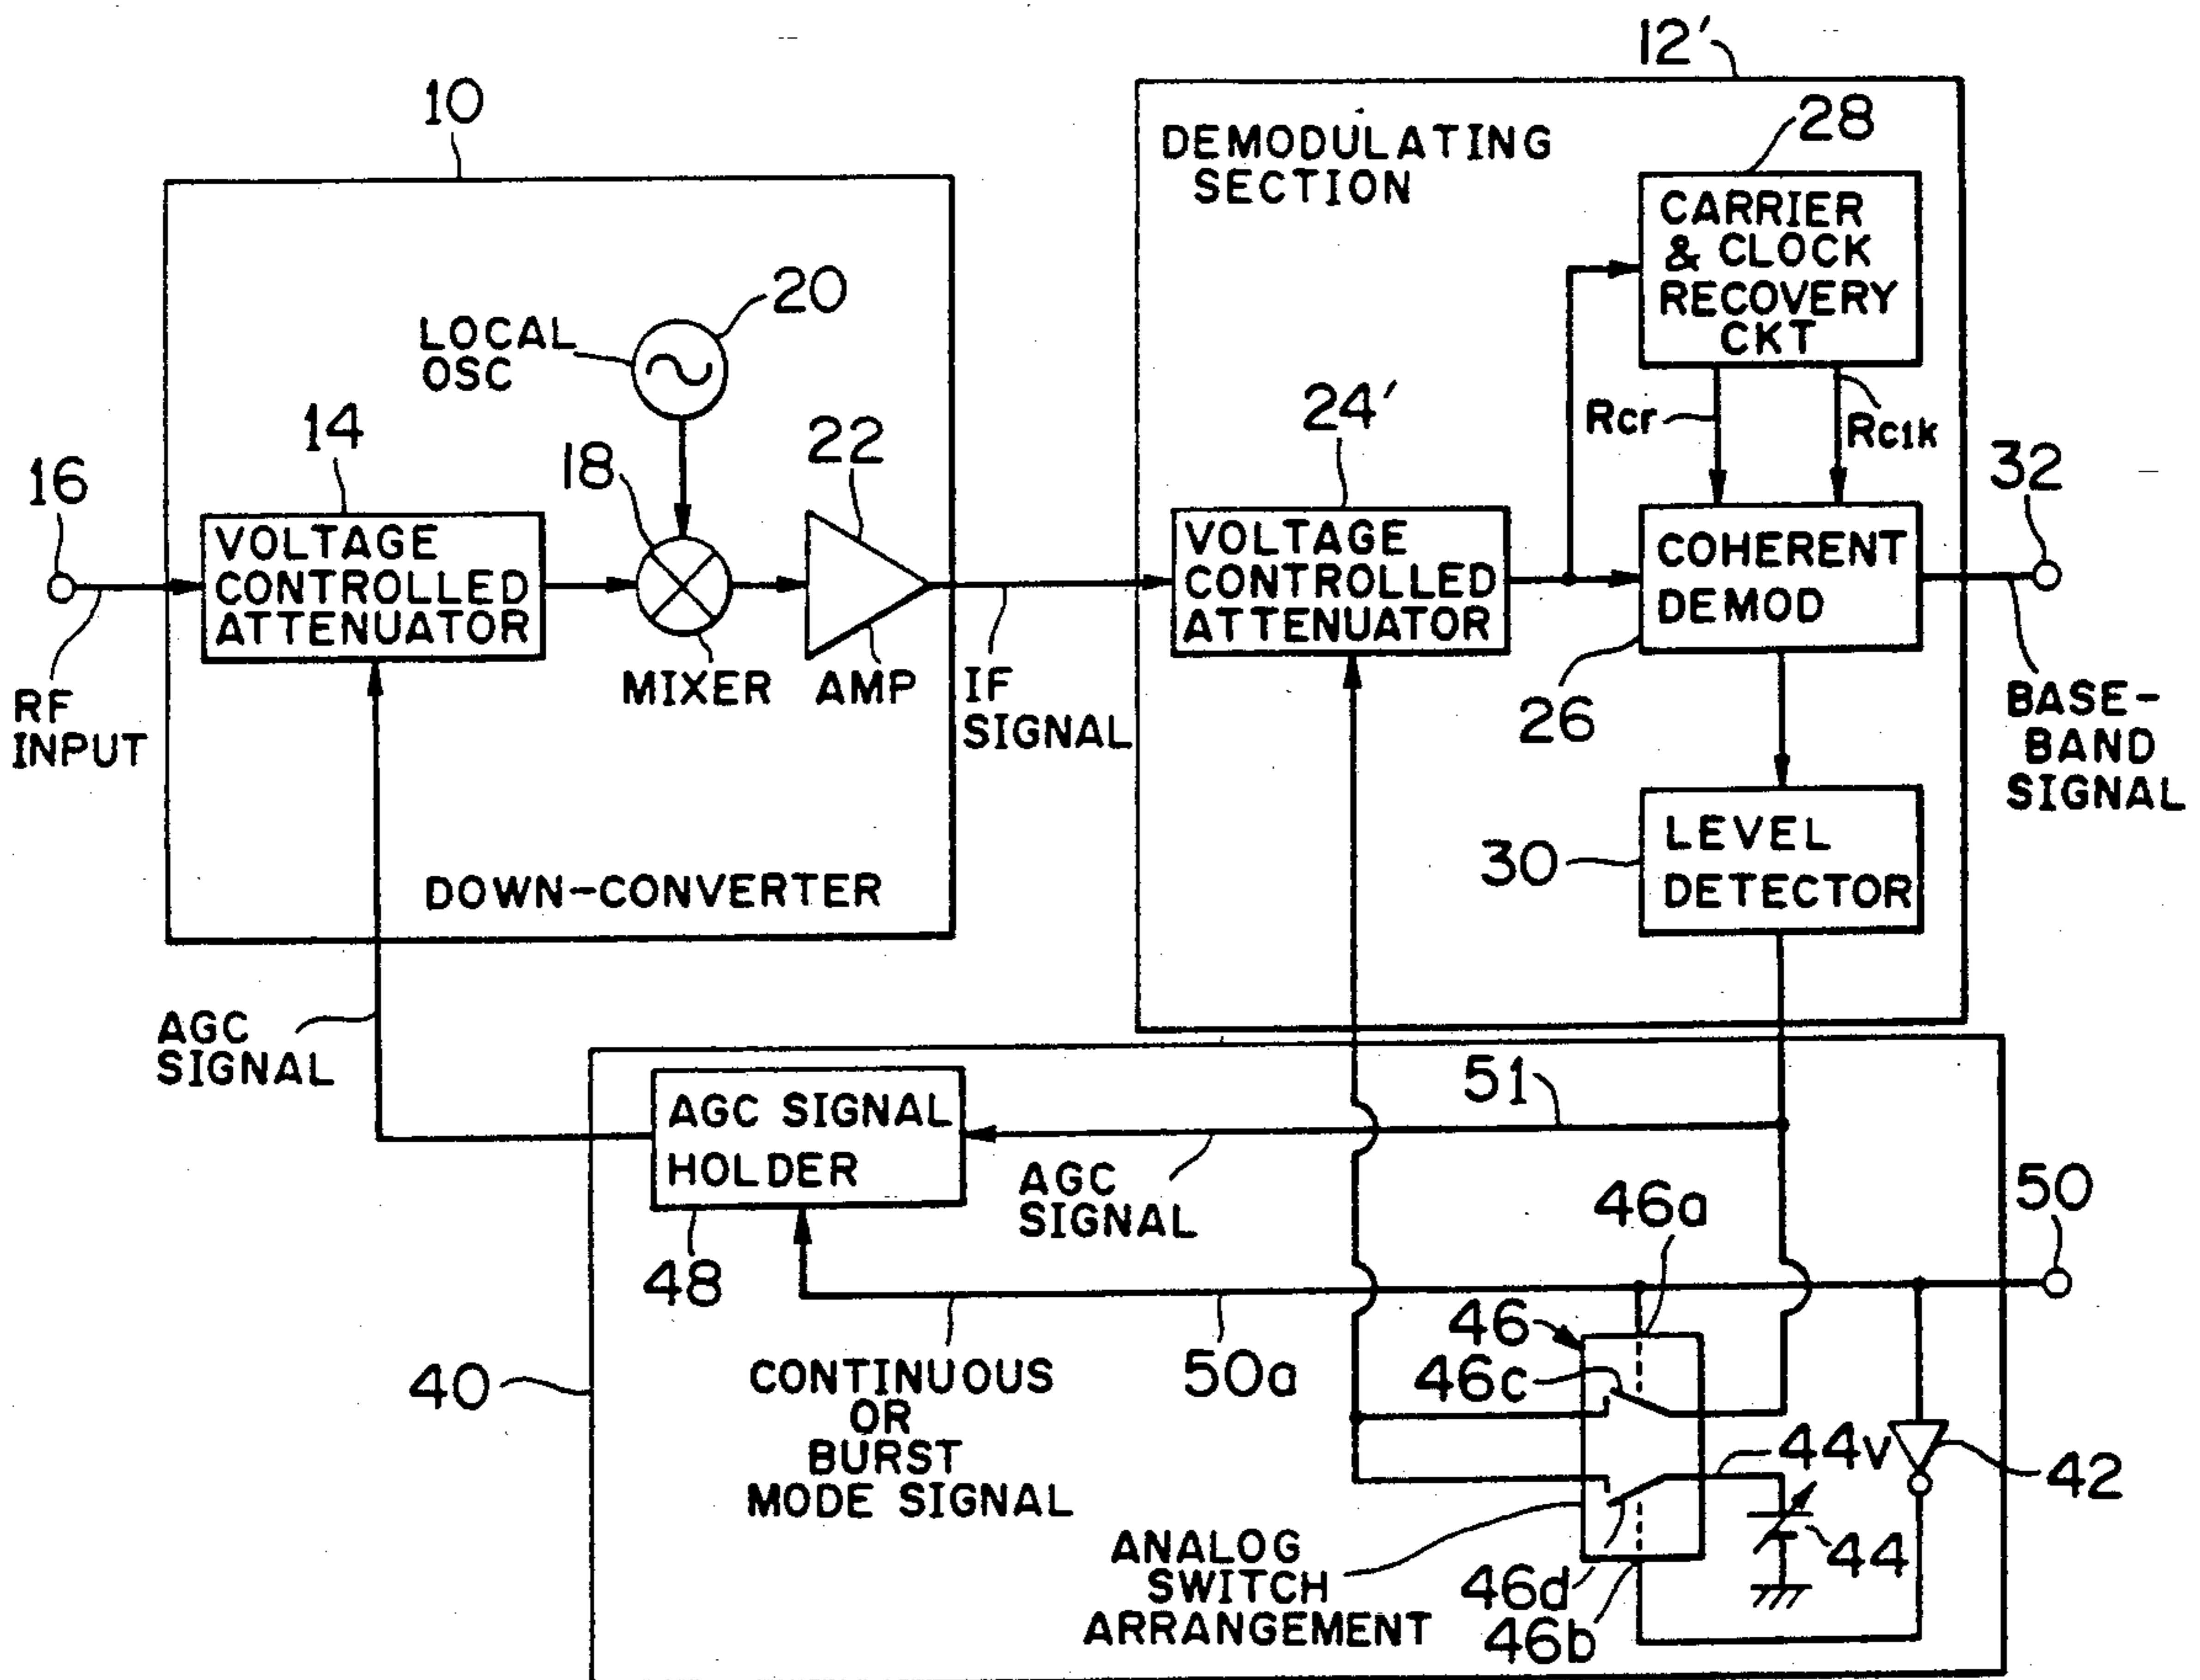 12'
10
DEMODULATING
SECTION
28
CARRIER
& CLOCK
RECOVERY
CKT
20
LOCAL
OSC
24'
Rcr
Rclk
14
18
22
32
16
VOLTAGE
CONTROLLED
ATTENUATOR
VOLTAGE
CONTROLLED
ATTENUATOR
COHERENT
DEMOD
MIXER
AMP
IF
SIGNAL
26
RF
INPUT
BASE-
BAND
SIGNAL
LEVEL
DETECTOR
30
DOWN-CONVERTER
AGC
SIGNAL
51
AGC SIGNAL
HOLDER
AGC
SIGNAL
46a
50
48
46
46c
40
CONTINUOUS
OR
BURST
MODE SIGNAL
50a
44v
42
44
ANALOG
SWITCH
ARRANGEMENT
46d
46b